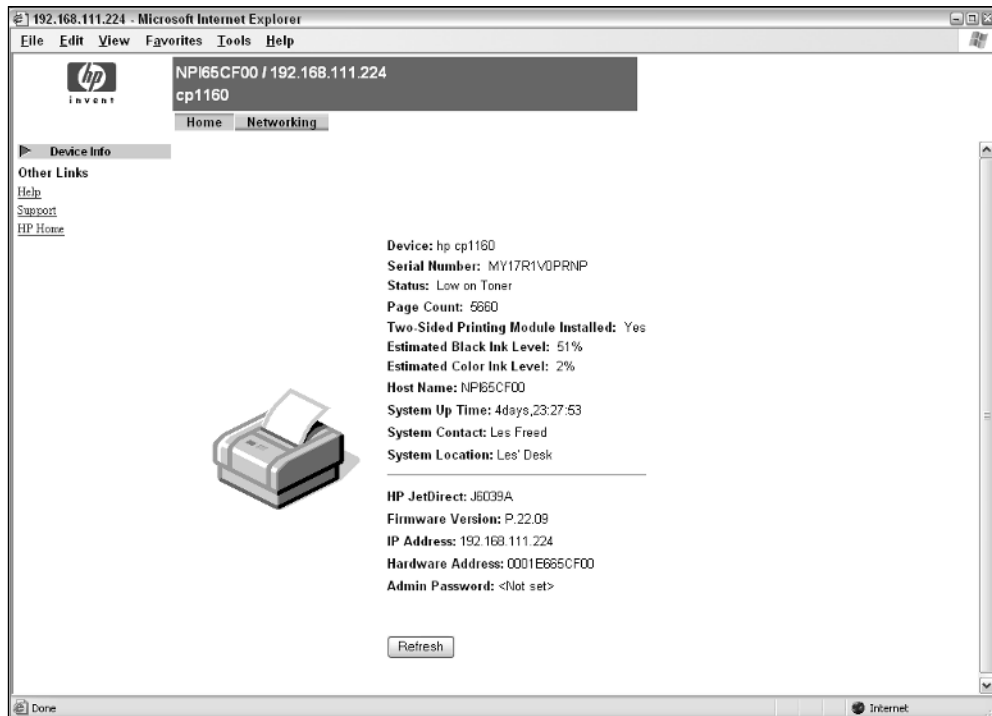 192.168.111.224 - Microsoft Internet Explorer
File Edit View Favorites Tools Help
hp
invent
NPI65CF00 / 192.168.111.224
cp1160
Home Networking
Device Info
Other Links
Help
Support
HP Home
Device: hp cp1160
Serial Number: MY17R1V0PRNP
Status: Low on Toner
Page Count: 5660
Two-Sided Printing Module Installed: Yes
Estimated Black Ink Level: 51%
Estimated Color Ink Level: 2%
Host Name: NPI65CF00
System Up Time: 4days,23:27:53
System Contact: Les Freed
System Location: Les' Desk
HP JetDirect: J6039A
Firmware Version: P.22.09
IP Address: 192.168.111.224
Hardware Address: 0001E665CF00
Admin Password: <Not set>
Refresh
Done
Internet